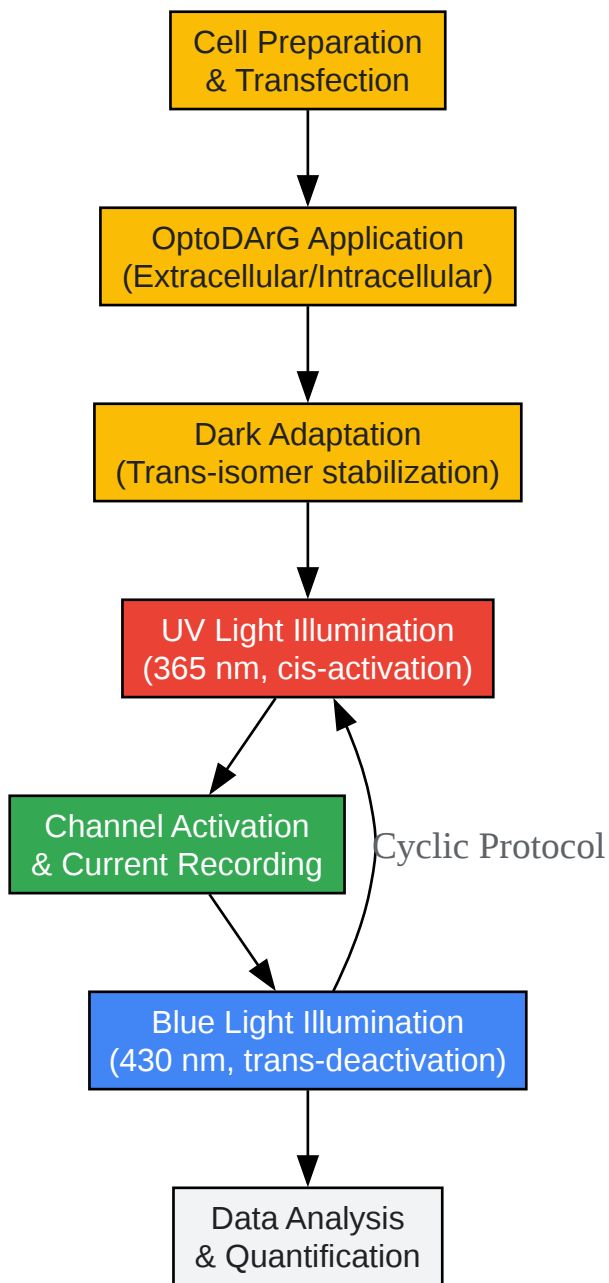 Cell Preparation
& Transfection
OptoDArG Application
(Extracellular/Intracellular)
Dark Adaptation
(Trans-isomer stabilization)
UV Light Illumination
(365 nm, cis-activation)
Channel Activation
& Current Recording
Cyclic Protocol
Blue Light Illumination
(430 nm, trans-deactivation)
Data Analysis
& Quantification